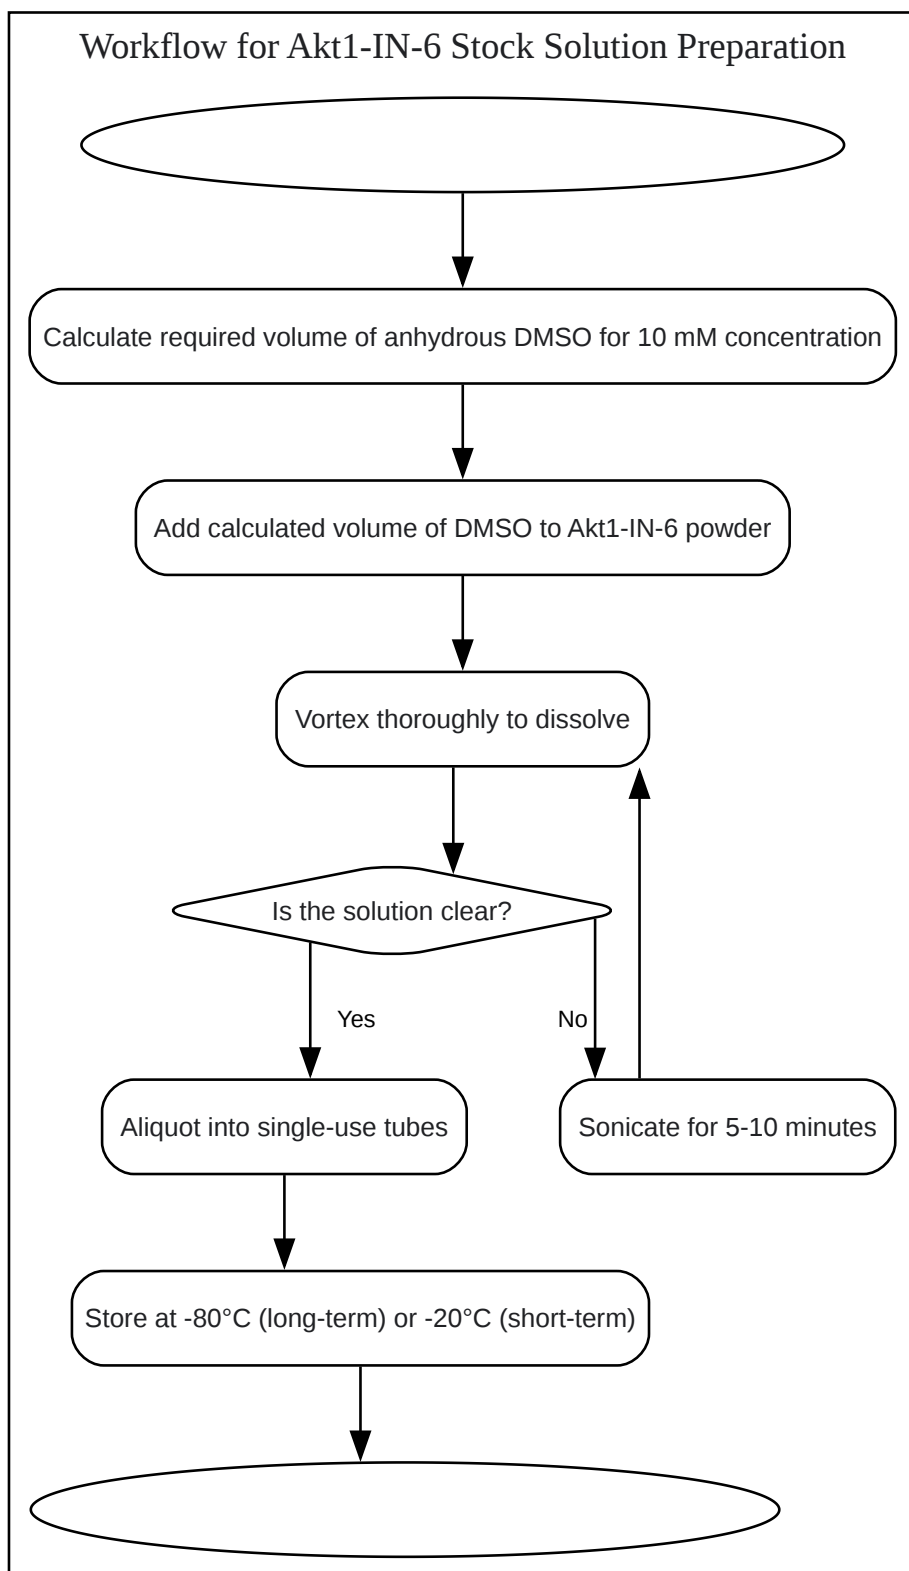 Workflow for Akt1-IN-6 Stock Solution Preparation
Calculate required volume of anhydrous DMSO for 10 mM concentration
Add calculated volume of DMSO to Akt1-IN-6 powder
Vortex thoroughly to dissolve
Is the solution clear?
Yes
No
Aliquot into single-use tubes
Sonicate for 5-10 minutes
Store at -80°C (long-term) or -20°C (short-term)